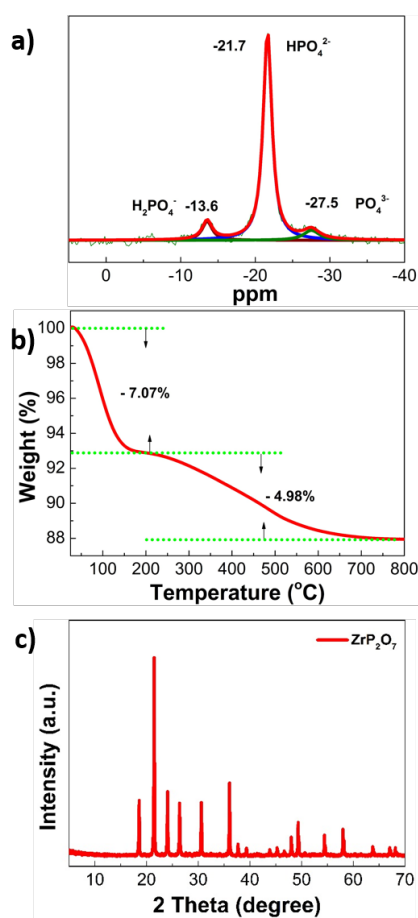 a)
-21.7 HPO₄²⁻
H₂PO₄⁻ -13.6
-27.5 PO₄³⁻
0 -10 -20 -30 -40
ppm
b)
100
98
96
94
92
90
88
Weight (%)
- 7.07%
- 4.98%
100 200 300 400 500 600 700 800
Temperature (°C)
c)
ZrP₂O₇
Intensity (a.u.)
10 20 30 40 50 60 70
2 Theta (degree)